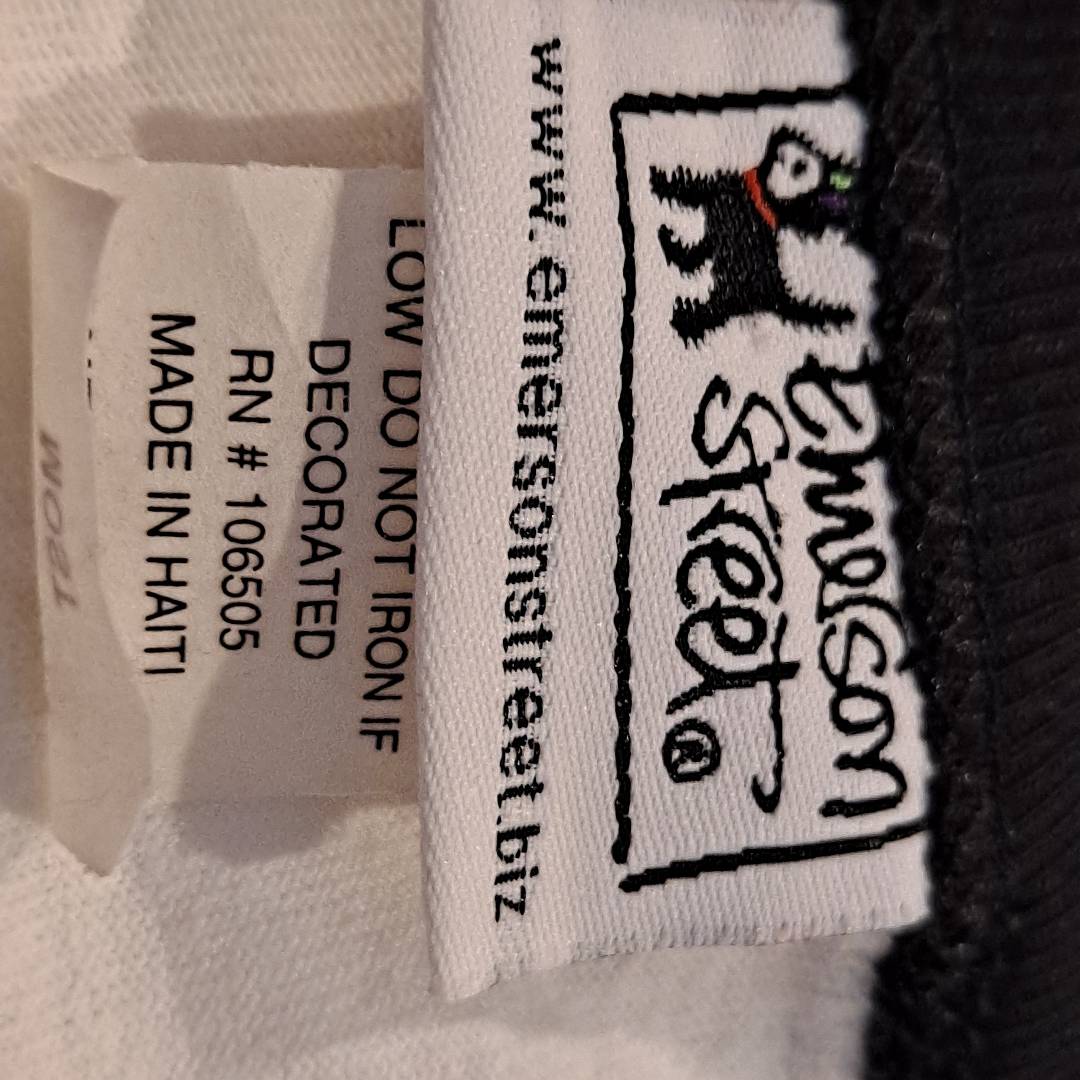 Emerson
Street®
www.emersonstreet.biz
LOW DO NOT IRON IF
DECORATED
RN # 106505
MADE IN HAITI